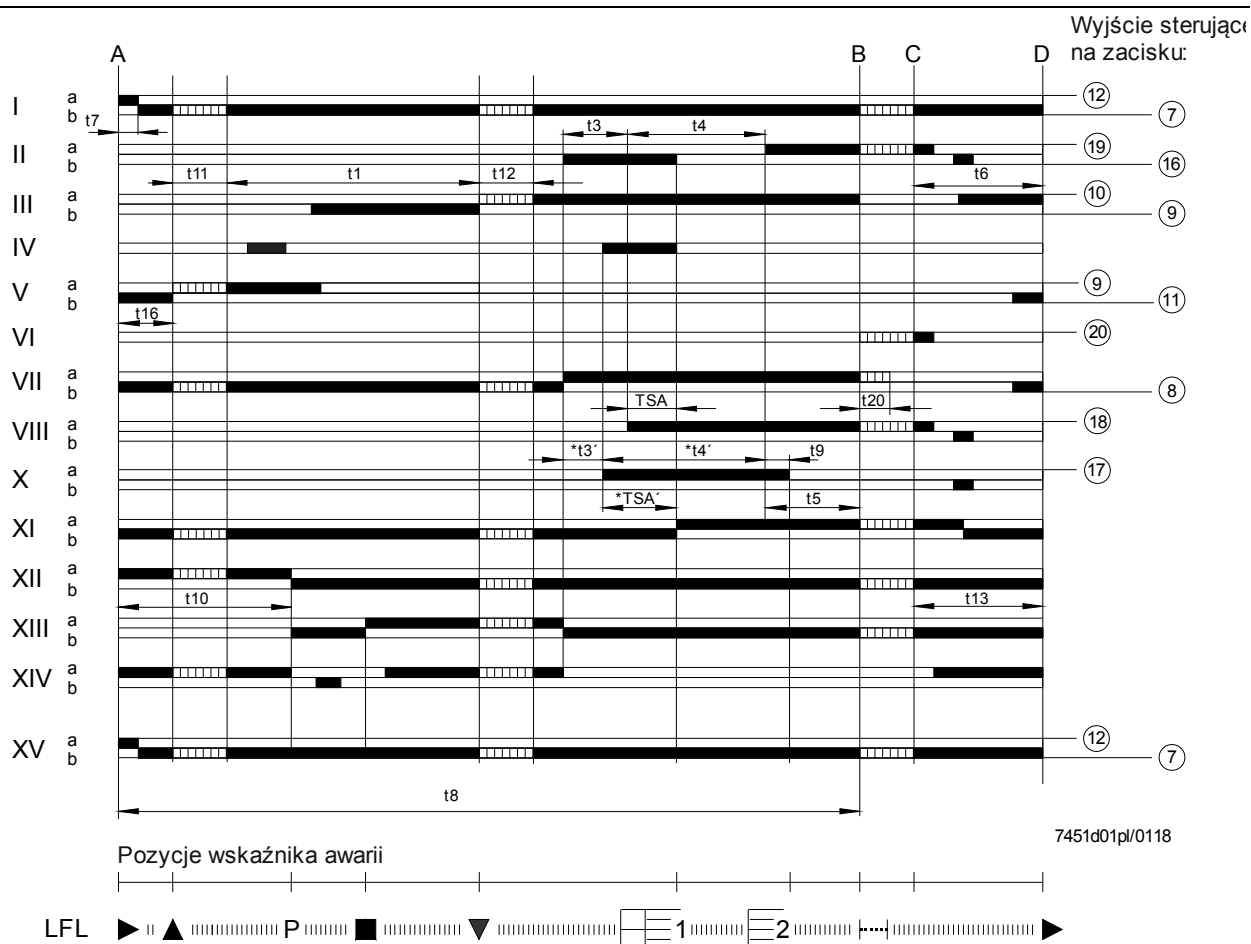 Wyjście sterujące
na zacisku:
A B C D
I a b t7 12 7
II a b t3 t4 19 16
t11 t1 t12 t6
III a b 10 9
IV
V a b 9 11
t16
VI 20
VII a b 8
TSA t20
VIII a b 18
*t3´ *t4´ t9
X a b 17
*TSA´ t5
XI a b
XII a b
t10 t13
XIII a b
XIV a b
XV a b 12 7
t8
7451d01pl/0118
Pozycje wskaźnika awarii
LFL P 1 2